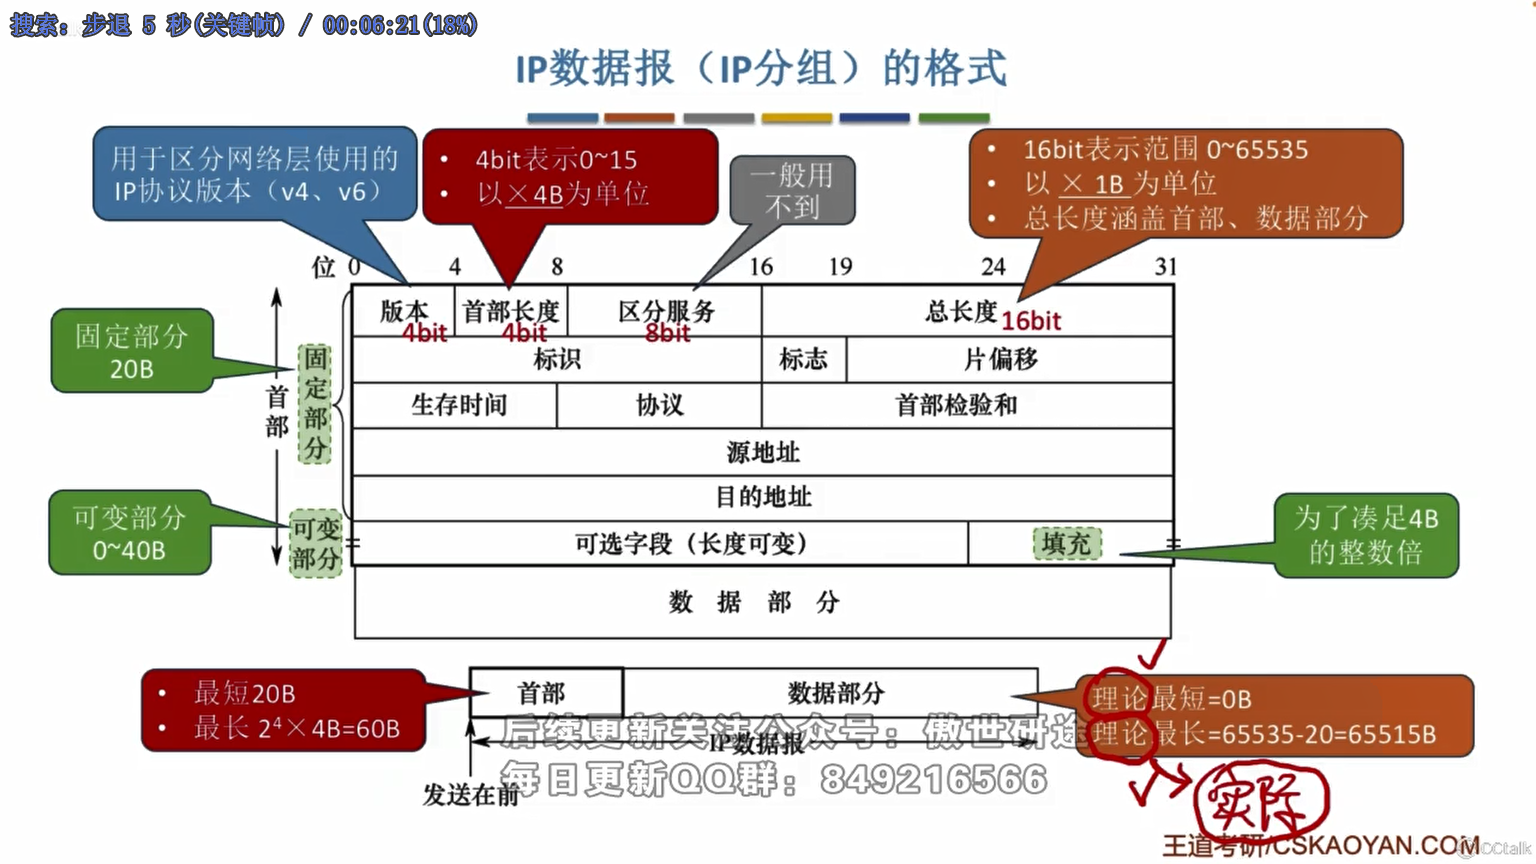 搜索: 步退 5 秒(关键帧) / 00:06:21(18%)
IP数据报（IP分组）的格式
用于区分网络层使用的
IP协议版本（v4、v6）
• 4bit表示0~15
• 以×4B为单位
一般用
不到
• 16bit表示范围 0~65535
• 以 × 1B 为单位
• 总长度涵盖首部、数据部分
位 0 4 8 16 19 24 31
版本 首部长度 区分服务 总长度
4bit 4bit 8bit 16bit
标识 标志 片偏移
生存时间 协议 首部检验和
源地址
目的地址
可选字段（长度可变） 填充
数 据 部 分
固定部分
20B
首部
固定部分
可变部分
0~40B
可变
部分
为了凑足4B
的整数倍
• 最短20B
• 最长 2⁴×4B=60B
首部 数据部分
IP数据报
发送在前
理论最短=0B
理论最长=65535-20=65515B
实际
后续更新关注公众号：傲世研途
每日更新QQ群：849216566
王道考研/CSKAOYAN.COM
CCtalk